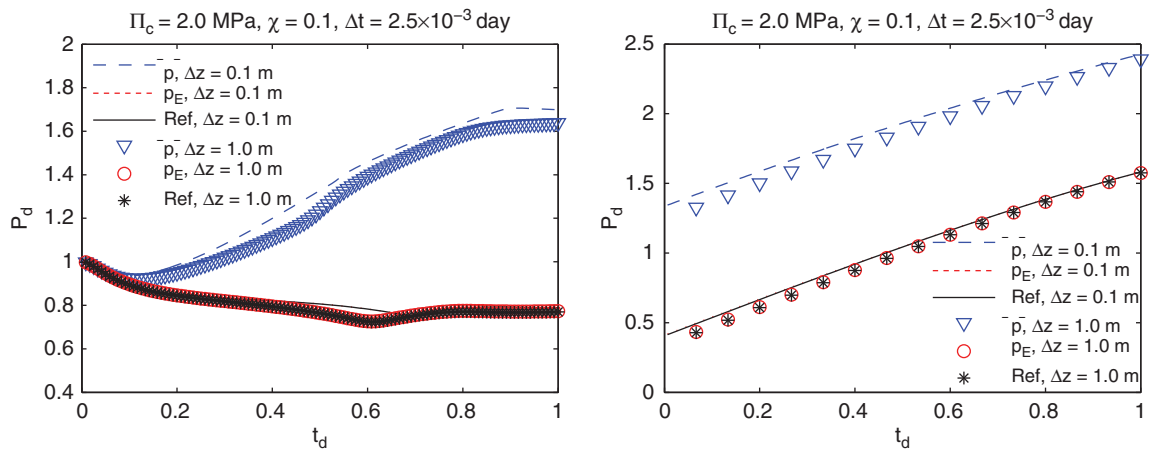 Π_c = 2.0 MPa, χ = 0.1, Δt = 2.5×10⁻³ day
2
1.8
1.6
1.4
1.2
1
0.8
0.6
0.4
P_d
p, Δz = 0.1 m
p_E, Δz = 0.1 m
Ref, Δz = 0.1 m
p, Δz = 1.0 m
p_E, Δz = 1.0 m
Ref, Δz = 1.0 m
0 0.2 0.4 0.6 0.8 1
t_d
Π_c = 2.0 MPa, χ = 0.1, Δt = 2.5×10⁻³ day
2.5
2
1.5
1
0.5
0
P_d
p, Δz = 0.1 m
p_E, Δz = 0.1 m
Ref, Δz = 0.1 m
p, Δz = 1.0 m
p_E, Δz = 1.0 m
Ref, Δz = 1.0 m
0 0.2 0.4 0.6 0.8 1
t_d